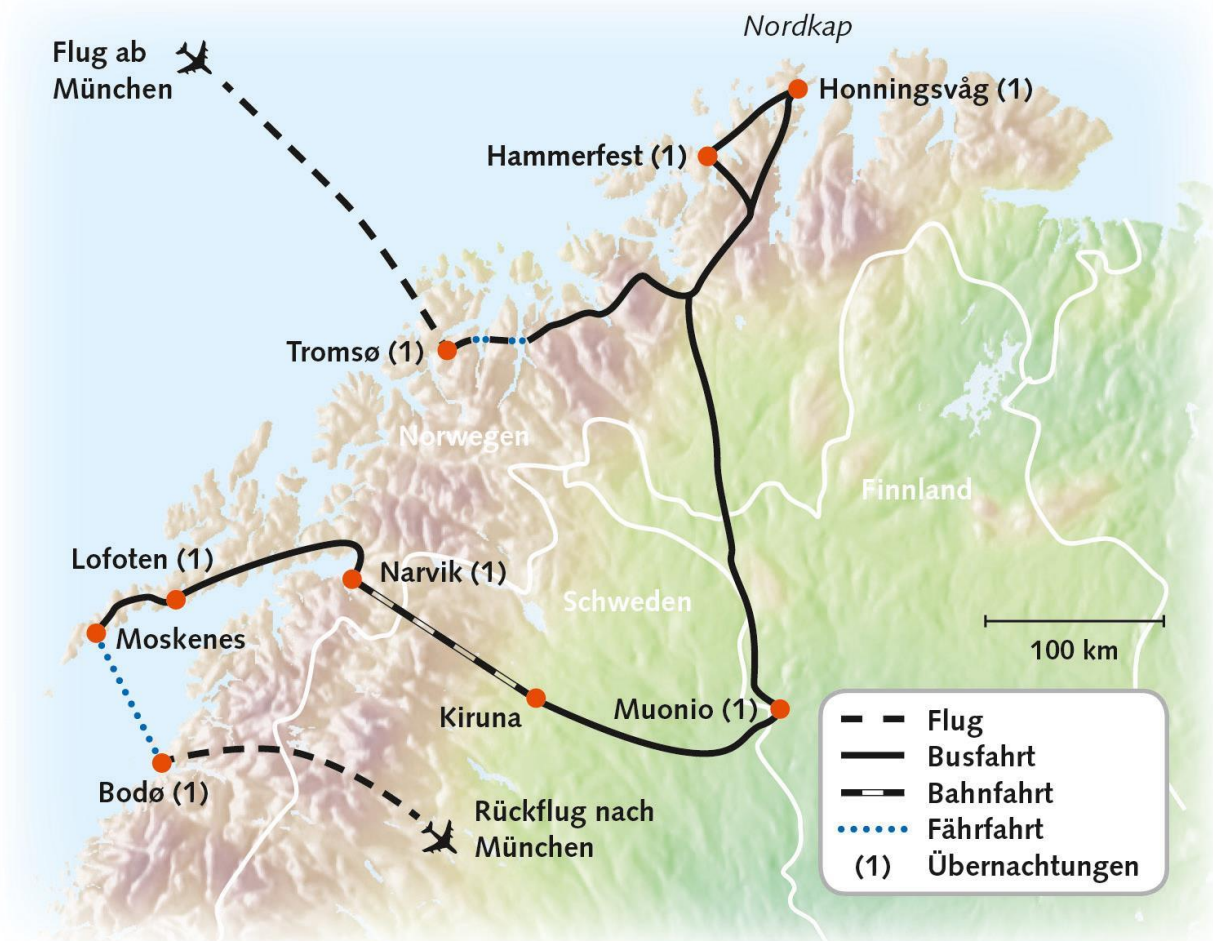 Nordkap
Flug ab
München
Honningsvåg (1)
Hammerfest (1)
Tromsø (1)
Norwegen
Finnland
Lofoten (1)
Narvik (1)
Schweden
Moskenes
100 km
Kiruna
Muonio (1)
Bodø (1)
Rückflug nach
München
Flug
Busfahrt
Bahnfahrt
Fährfahrt
(1) Übernachtungen